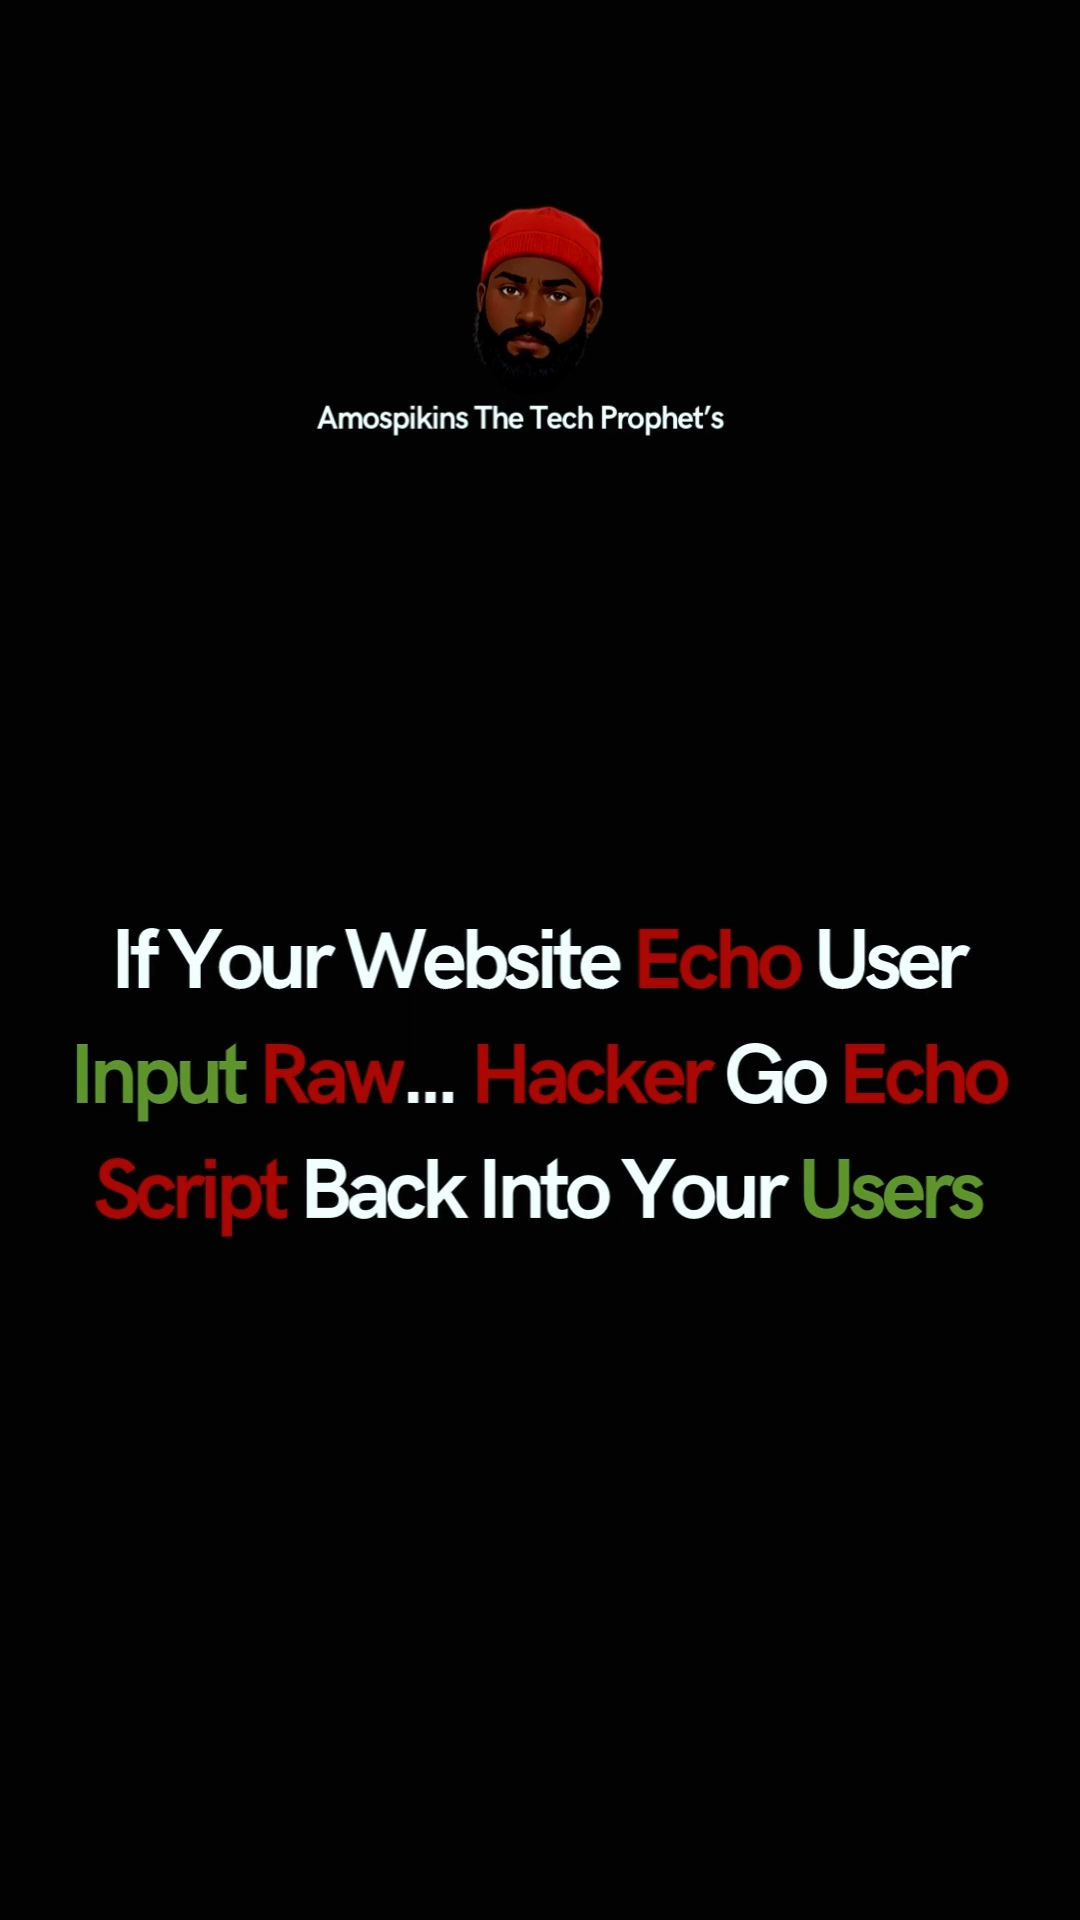 Amospikins The Tech Prophet’s
If Your Website Echo User
Input Raw... Hacker Go Echo
Script Back Into Your Users